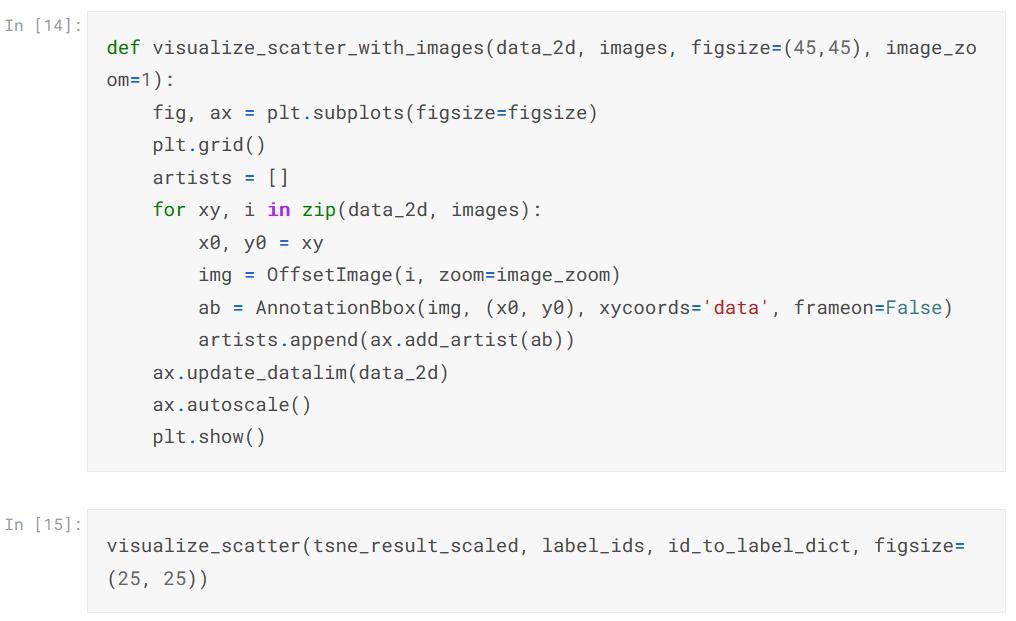 In [14]:
def visualize_scatter_with_images(data_2d, images, figsize=(45,45), image_zo
om=1):
    fig, ax = plt.subplots(figsize=figsize)
    plt.grid()
    artists = []
    for xy, i in zip(data_2d, images):
        x0, y0 = xy
        img = OffsetImage(i, zoom=image_zoom)
        ab = AnnotationBbox(img, (x0, y0), xycoords='data', frameon=False)
        artists.append(ax.add_artist(ab))
    ax.update_datalim(data_2d)
    ax.autoscale()
    plt.show()
In [15]:
visualize_scatter(tsne_result_scaled, label_ids, id_to_label_dict, figsize=
(25, 25))